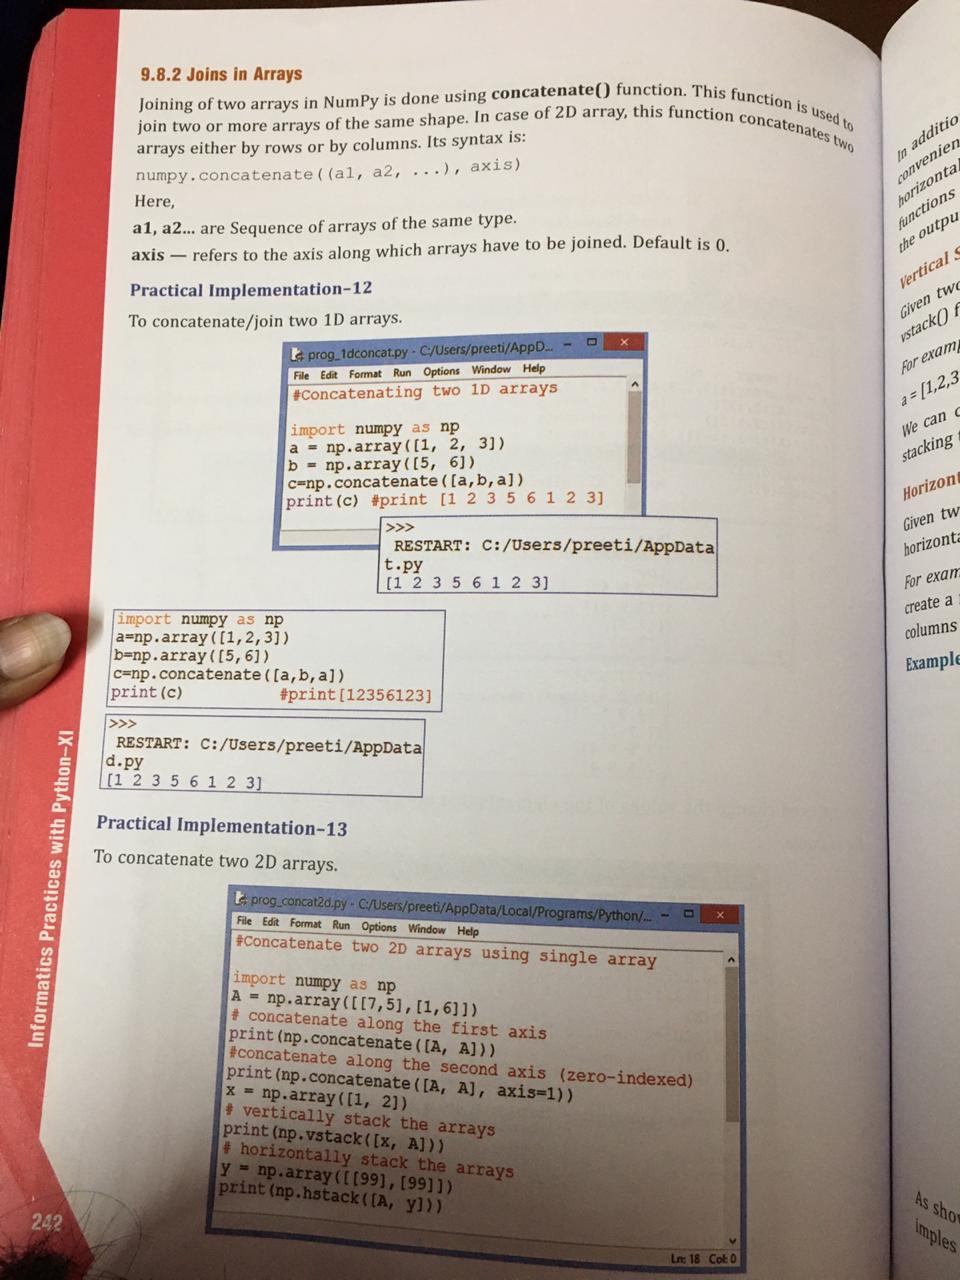 9.8.2 Joins in Arrays
Joining of two arrays in NumPy is done using concatenate() function. This function is used to
join two or more arrays of the same shape. In case of 2D array, this function concatenates two
arrays either by rows or by columns. Its syntax is:
numpy.concatenate((a1, a2, ...), axis)
Here,
a1, a2... are Sequence of arrays of the same type.
axis — refers to the axis along which arrays have to be joined. Default is 0.
Practical Implementation–12
To concatenate/join two 1D arrays.
prog_1dconcat.py - C:/Users/preeti/AppD...
File Edit Format Run Options Window Help
#Concatenating two 1D arrays
import numpy as np
a = np.array([1, 2, 3])
b = np.array([5, 6])
c=np.concatenate([a,b,a])
print(c) #print [1 2 3 5 6 1 2 3]
>>>
RESTART: C:/Users/preeti/AppData
t.py
[1 2 3 5 6 1 2 3]
import numpy as np
a=np.array([1,2,3])
b=np.array([5,6])
c=np.concatenate([a,b,a])
print(c) #print[12356123]
>>>
RESTART: C:/Users/preeti/AppData
d.py
[1 2 3 5 6 1 2 3]
Practical Implementation–13
To concatenate two 2D arrays.
prog_concat2d.py - C:/Users/preeti/AppData/Local/Programs/Python/...
File Edit Format Run Options Window Help
#Concatenate two 2D arrays using single array
import numpy as np
A = np.array([[7,5],[1,6]])
# concatenate along the first axis
print(np.concatenate([A, A]))
#concatenate along the second axis (zero-indexed)
print(np.concatenate([A, A], axis=1))
x = np.array([1, 2])
# vertically stack the arrays
print(np.vstack([x, A]))
# horizontally stack the arrays
y = np.array([[99],[99]])
print(np.hstack([A, y]))
Ln: 18 Col: 0
Informatics Practices with Python–XI
242
In additio
convenien
horizontal
functions
the outpu
Vertical S
Given two
vstack() f
For examp
a = [1,2,3
We can c
stacking
Horizont
Given tw
horizonta
For exam
create a
columns
Example
As show
imples